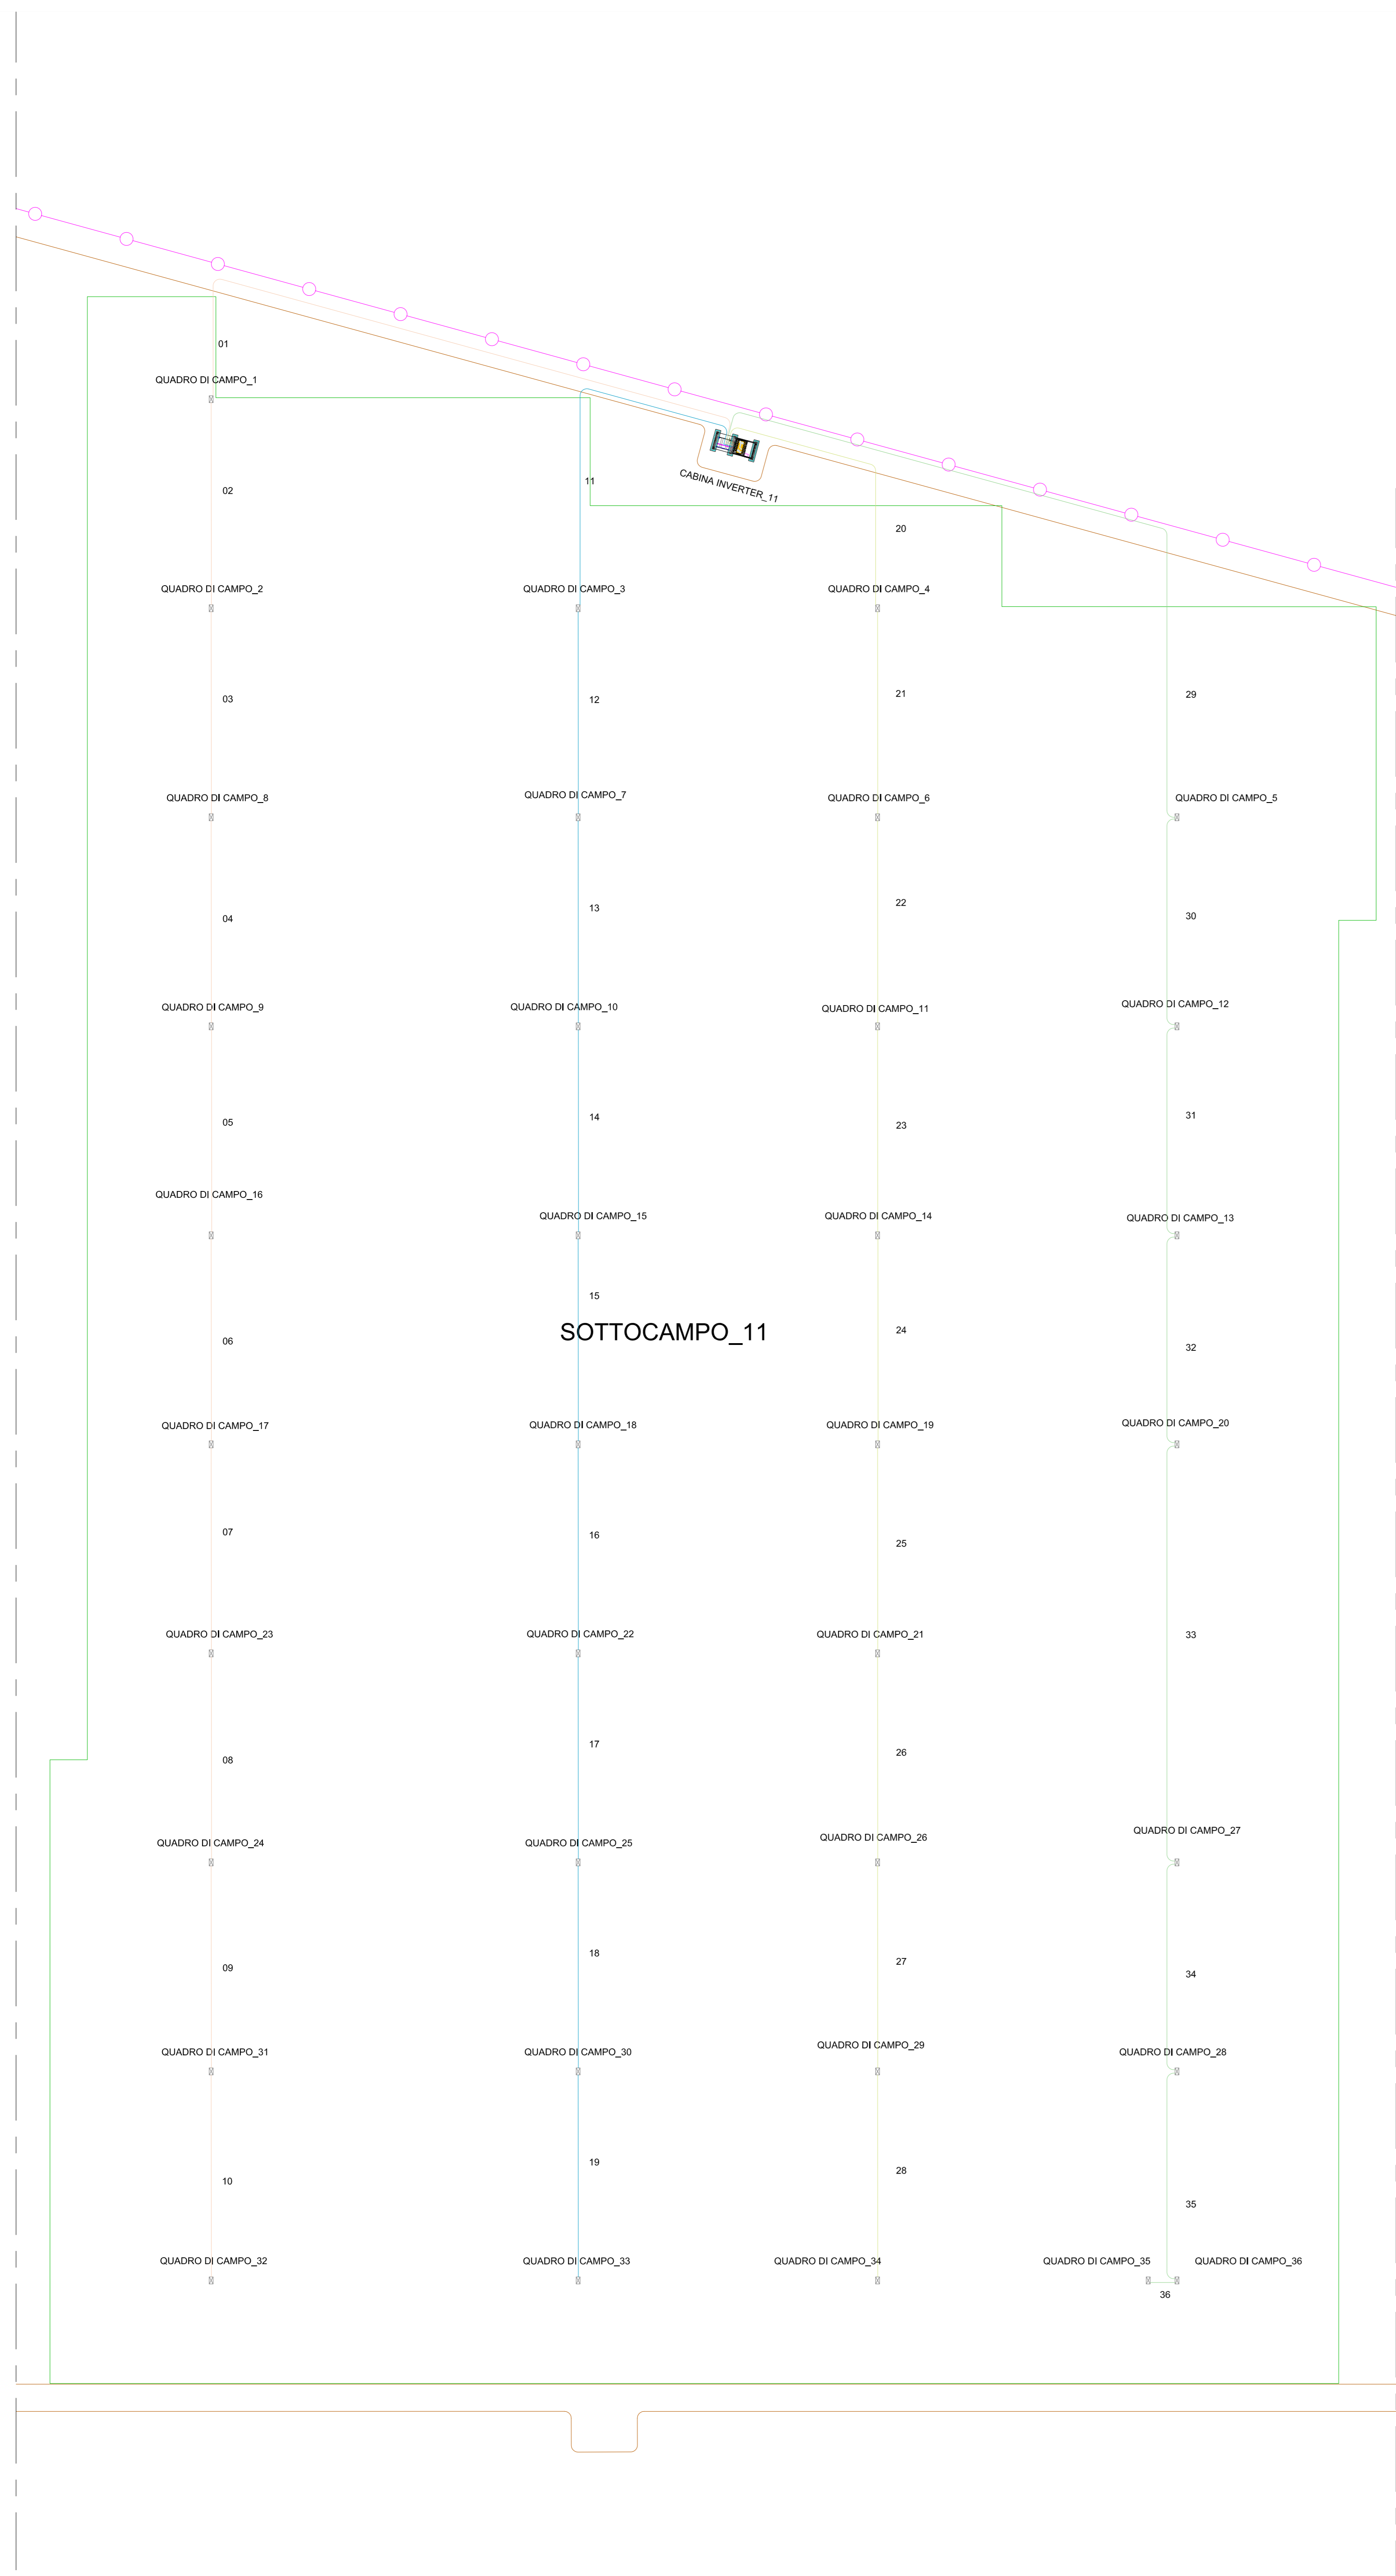 01
QUADRO DI CAMPO_1
CABINA INVERTER_11
02
11
20
QUADRO DI CAMPO_2
QUADRO DI CAMPO_3
QUADRO DI CAMPO_4
03
12
21
29
QUADRO DI CAMPO_8
QUADRO DI CAMPO_7
QUADRO DI CAMPO_6
QUADRO DI CAMPO_5
04
13
22
30
QUADRO DI CAMPO_9
QUADRO DI CAMPO_10
QUADRO DI CAMPO_11
QUADRO DI CAMPO_12
05
14
23
31
QUADRO DI CAMPO_16
QUADRO DI CAMPO_15
QUADRO DI CAMPO_14
QUADRO DI CAMPO_13
15
SOTTOCAMPO_11
06
24
32
QUADRO DI CAMPO_17
QUADRO DI CAMPO_18
QUADRO DI CAMPO_19
QUADRO DI CAMPO_20
07
16
25
33
QUADRO DI CAMPO_23
QUADRO DI CAMPO_22
QUADRO DI CAMPO_21
08
17
26
QUADRO DI CAMPO_24
QUADRO DI CAMPO_25
QUADRO DI CAMPO_26
QUADRO DI CAMPO_27
09
18
27
34
QUADRO DI CAMPO_31
QUADRO DI CAMPO_30
QUADRO DI CAMPO_29
QUADRO DI CAMPO_28
10
19
28
35
QUADRO DI CAMPO_32
QUADRO DI CAMPO_33
QUADRO DI CAMPO_34
QUADRO DI CAMPO_35
QUADRO DI CAMPO_36
36